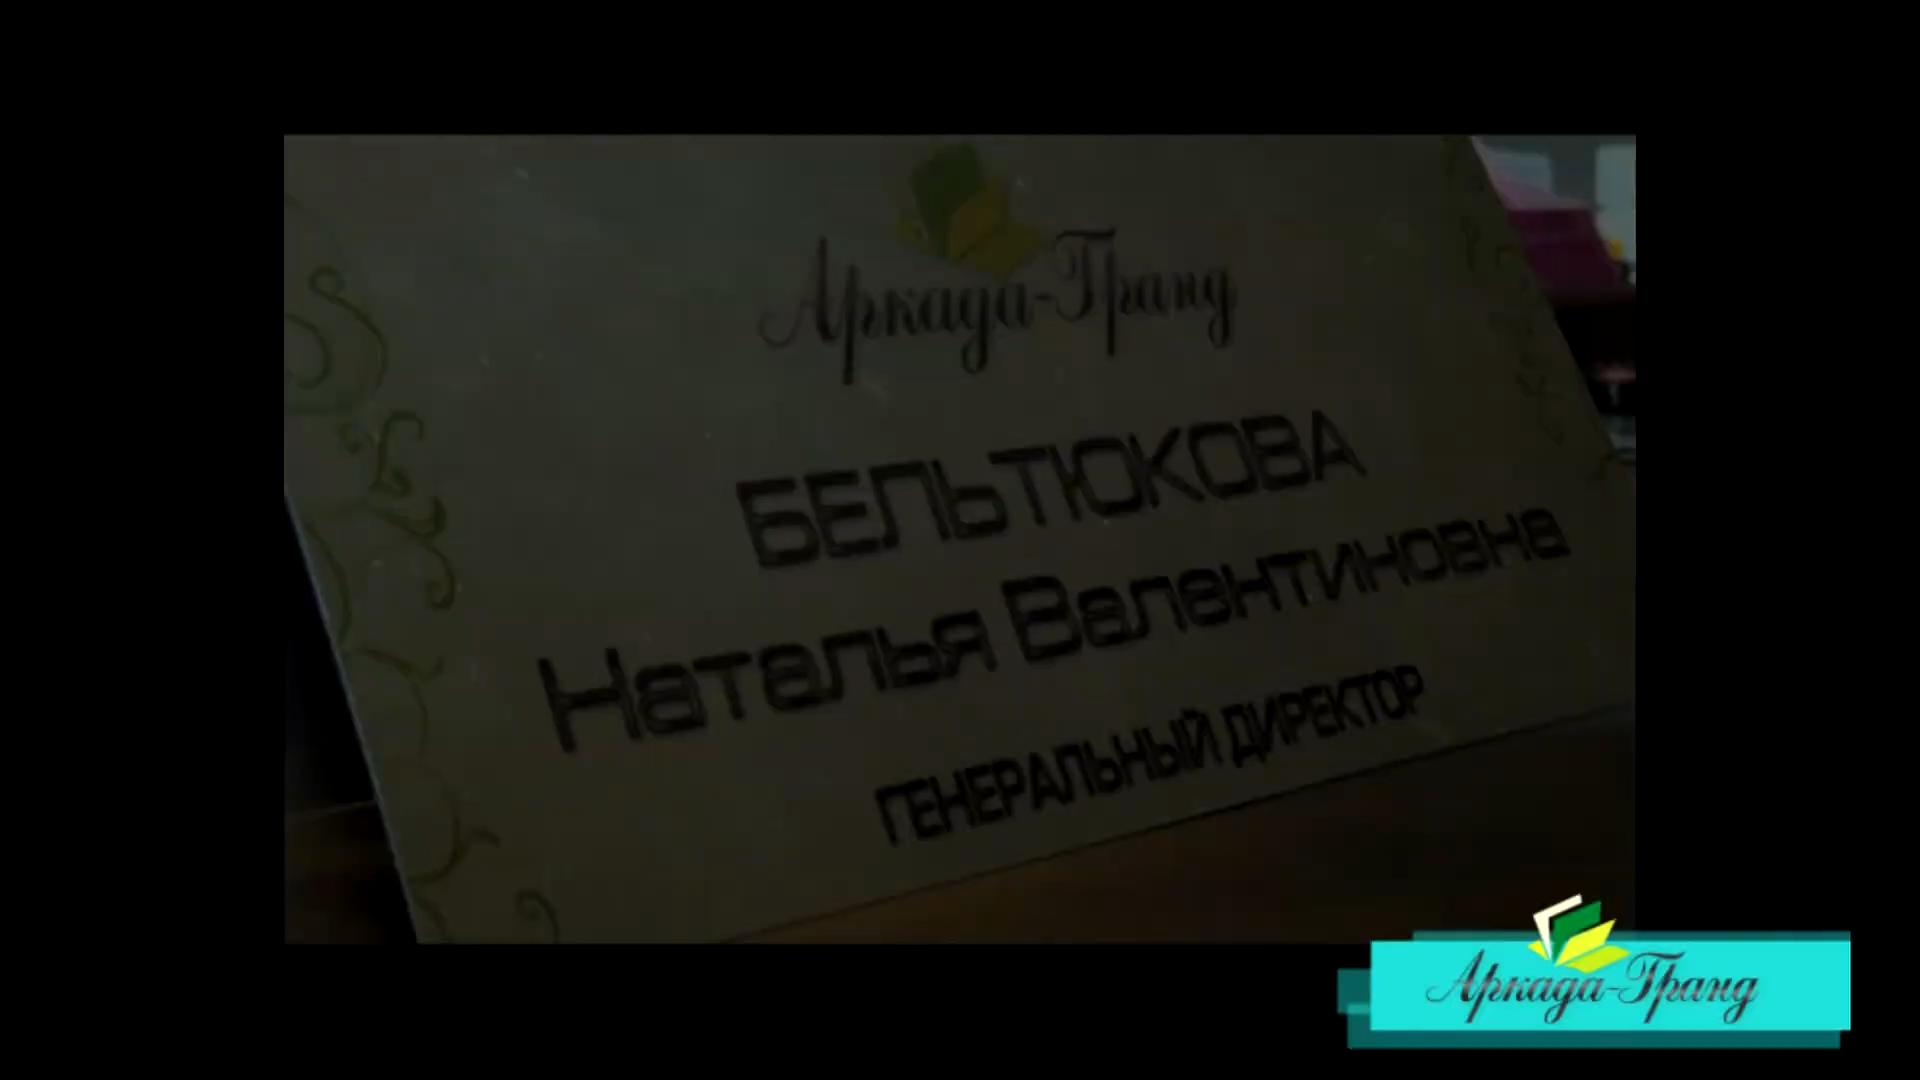 Аркада-Гранд
БЕЛЬТЮКОВА
Наталья Валентиновна
ГЕНЕРАЛЬНЫЙ ДИРЕКТОР
Аркада-Гранд